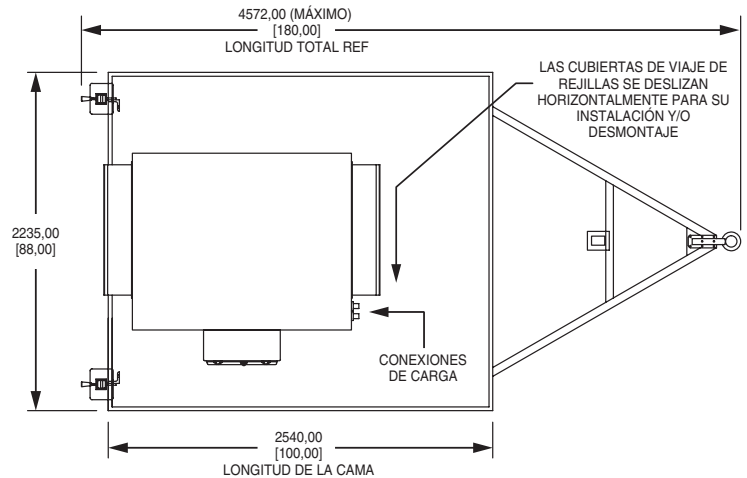 4572,00 (MÁXIMO)
[180,00]
LONGITUD TOTAL REF
LAS CUBIERTAS DE VIAJE DE
REJILLAS SE DESLIZAN
HORIZONTALMENTE PARA SU
INSTALACIÓN Y/O
DESMONTAJE
2235,00
[88,00]
CONEXIONES
DE CARGA
2540,00
[100,00]
LONGITUD DE LA CAMA